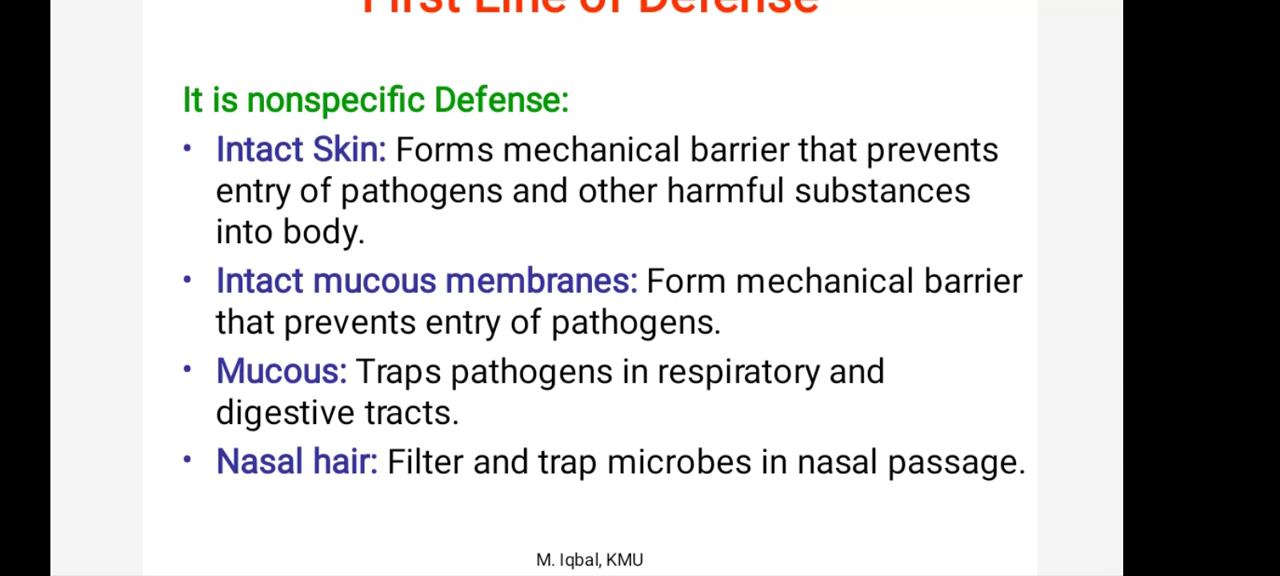 First Line of Defense
It is nonspecific Defense:
• Intact Skin: Forms mechanical barrier that prevents
entry of pathogens and other harmful substances
into body.
• Intact mucous membranes: Form mechanical barrier
that prevents entry of pathogens.
• Mucous: Traps pathogens in respiratory and
digestive tracts.
• Nasal hair: Filter and trap microbes in nasal passage.
M. Iqbal, KMU